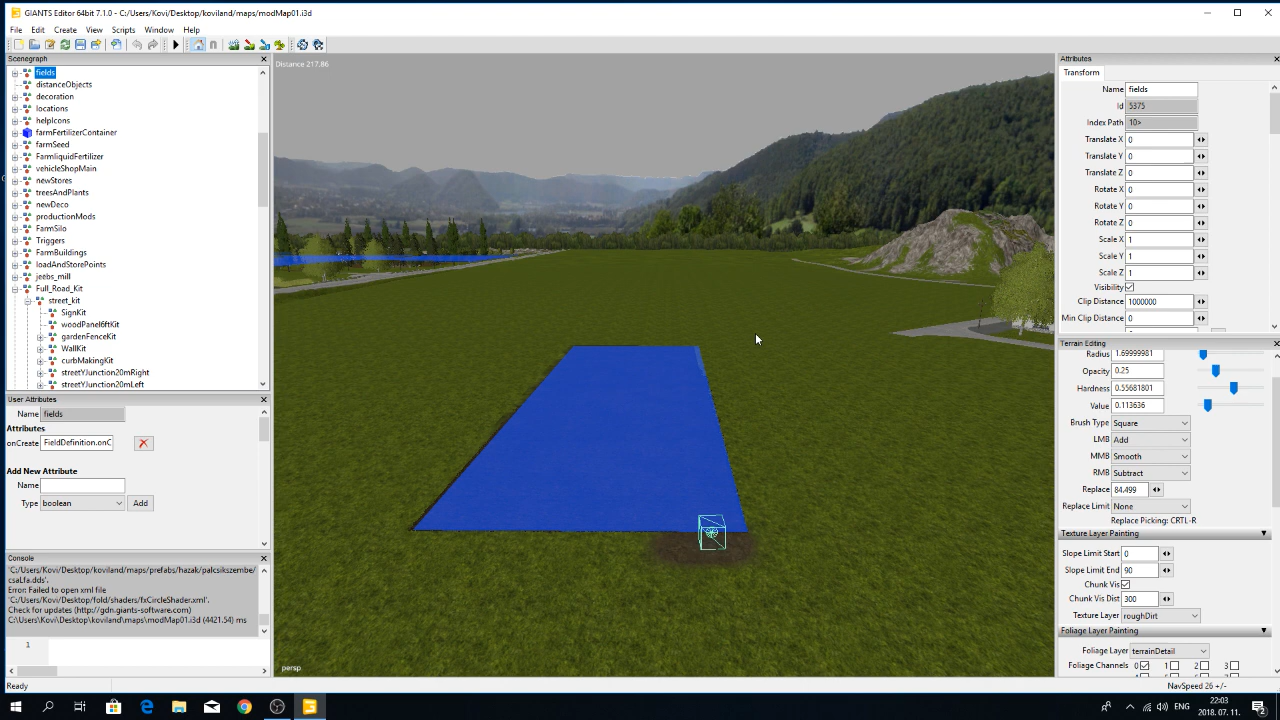 GIANTS Editor 64bit 7.1.0 - C:/Users/Kovi/Desktop/koviland/maps/modMap01.i3d
File Edit Create View Scripts Window Help
Scenegraph
fields
distanceObjects
decoration
locations
helpIcons
farmFertilizerContainer
farmSeed
FarmliquidFertilizer
vehicleShopMain
newStores
treesAndPlants
newDeco
productionMods
FarmSilo
Triggers
FarmBuildings
loadAndStorePoints
jeebs_mill
Full_Road_Kit
street_kit
SignKit
woodPanel6ftKit
gardenFenceKit
WallKit
curbMakingKit
streetYJunction20mRight
streetYJunction20mLeft
User Attributes
Name fields
Attributes
onCreate FieldDefinition.onC
Add New Attribute
Name
Type boolean Add
Console
'C:/Users/Kovi/Desktop/koviland/maps/prefabs/hazak/palcsikszembe/
csaLfa.dds'.
Error: Failed to open xml file
'C:/Users/Kovi/Desktop/fold/shaders/fxCircleShader.xml'.
Check for updates (http://gdn.giants-software.com)
C:\Users\Kovi\Desktop\koviland\maps\modMap01.i3d (4421.54) ms
1
Ready
Distance 217.86
persp
Attributes
Transform
Name fields
Id 5375
Index Path 10>
Translate X 0
Translate Y 0
Translate Z 0
Rotate X 0
Rotate Y 0
Rotate Z 0
Scale X 1
Scale Y 1
Scale Z 1
Visibility
Clip Distance 1000000
Min Clip Distance 0
Terrain Editing
Radius 1.69999981
Opacity 0.25
Hardness 0.55681801
Value 0.113636
Brush Type Square
LMB Add
MMB Smooth
RMB Subtract
Replace 84.499
Replace Limit None
Replace Picking: CRTL-R
Texture Layer Painting
Slope Limit Start 0
Slope Limit End 90
Chunk Vis
Chunk Vis Dist 300
Texture Layer roughDirt
Foliage Layer Painting
Foliage Layer terrainDetail
Foliage Channels 0 1 2 3
NavSpeed 26 +/-
ENG
22:03
2018. 07. 11.
2